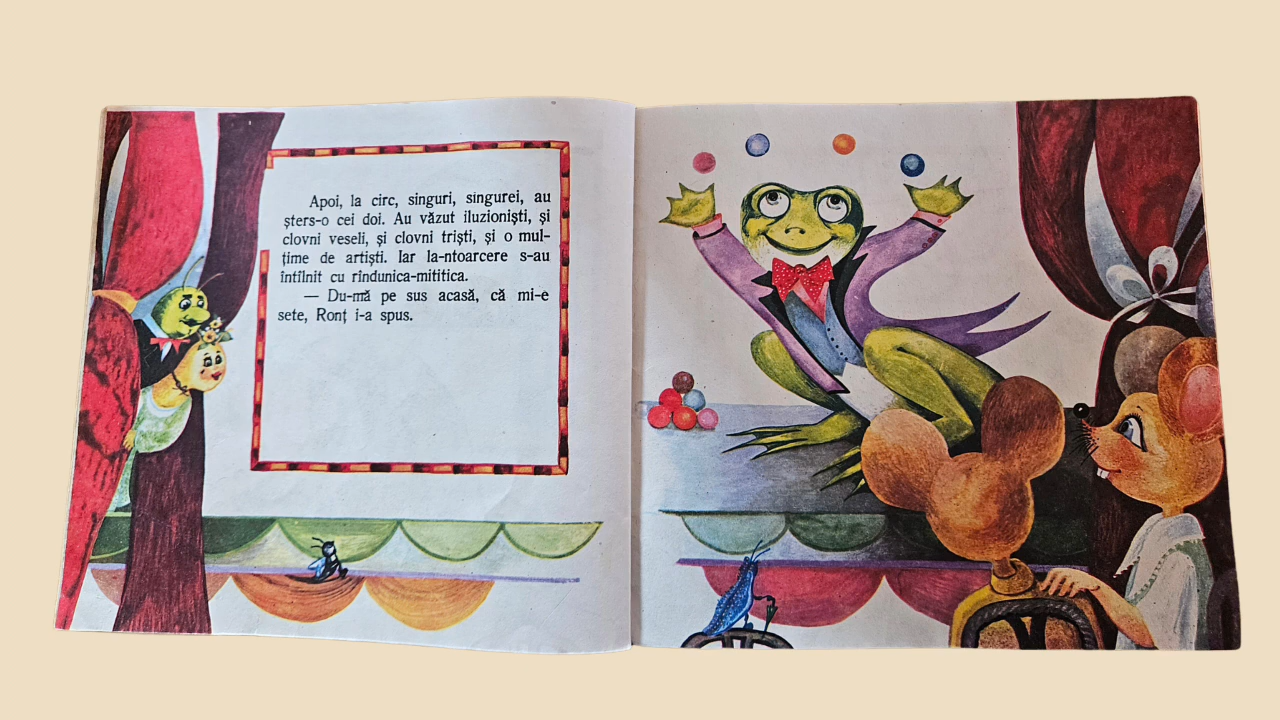 Apoi, la circ, singuri, singurei, au
șters-o cei doi. Au văzut iluzioniști, și
clovni veseli, și clovni triști, și o mul-
țime de artiști. Iar la-ntoarcere s-au
întîlnit cu rîndunica-mititica.
— Du-mă pe sus acasă, că mi-e
sete, Ronț i-a spus.